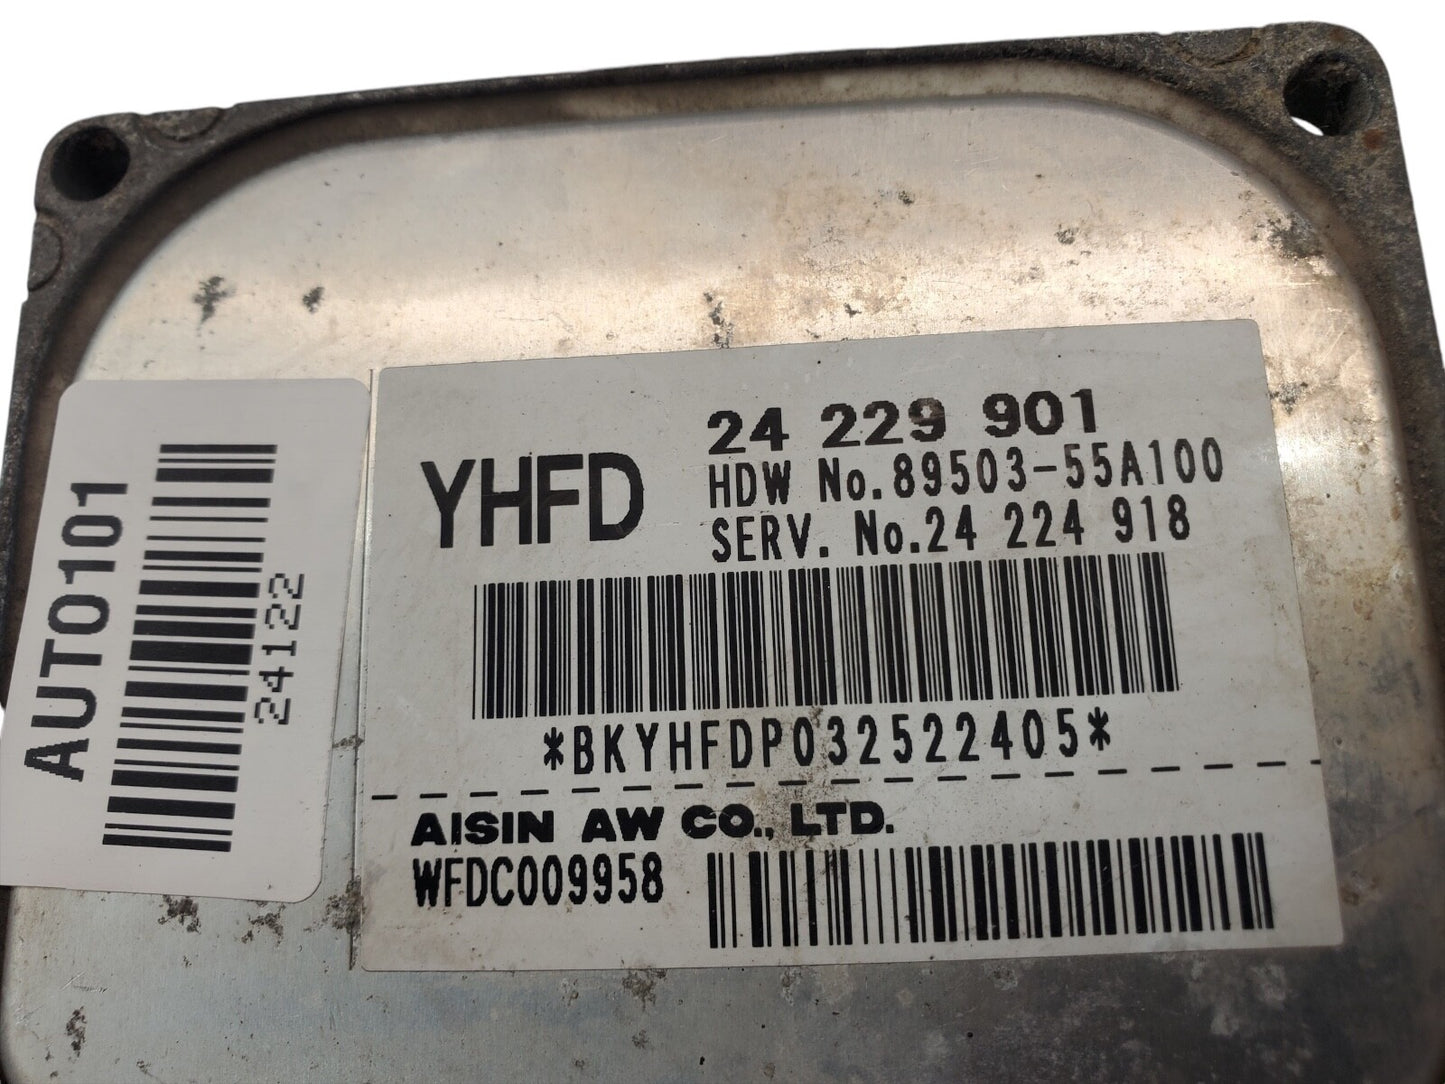 AUTO101
24122
YHFD
24 229 901
HDW No.89503-55A100
SERV. No.24 224 918
*BKYHFDP032522405*
AISIN AW CO., LTD.
WFDC009958